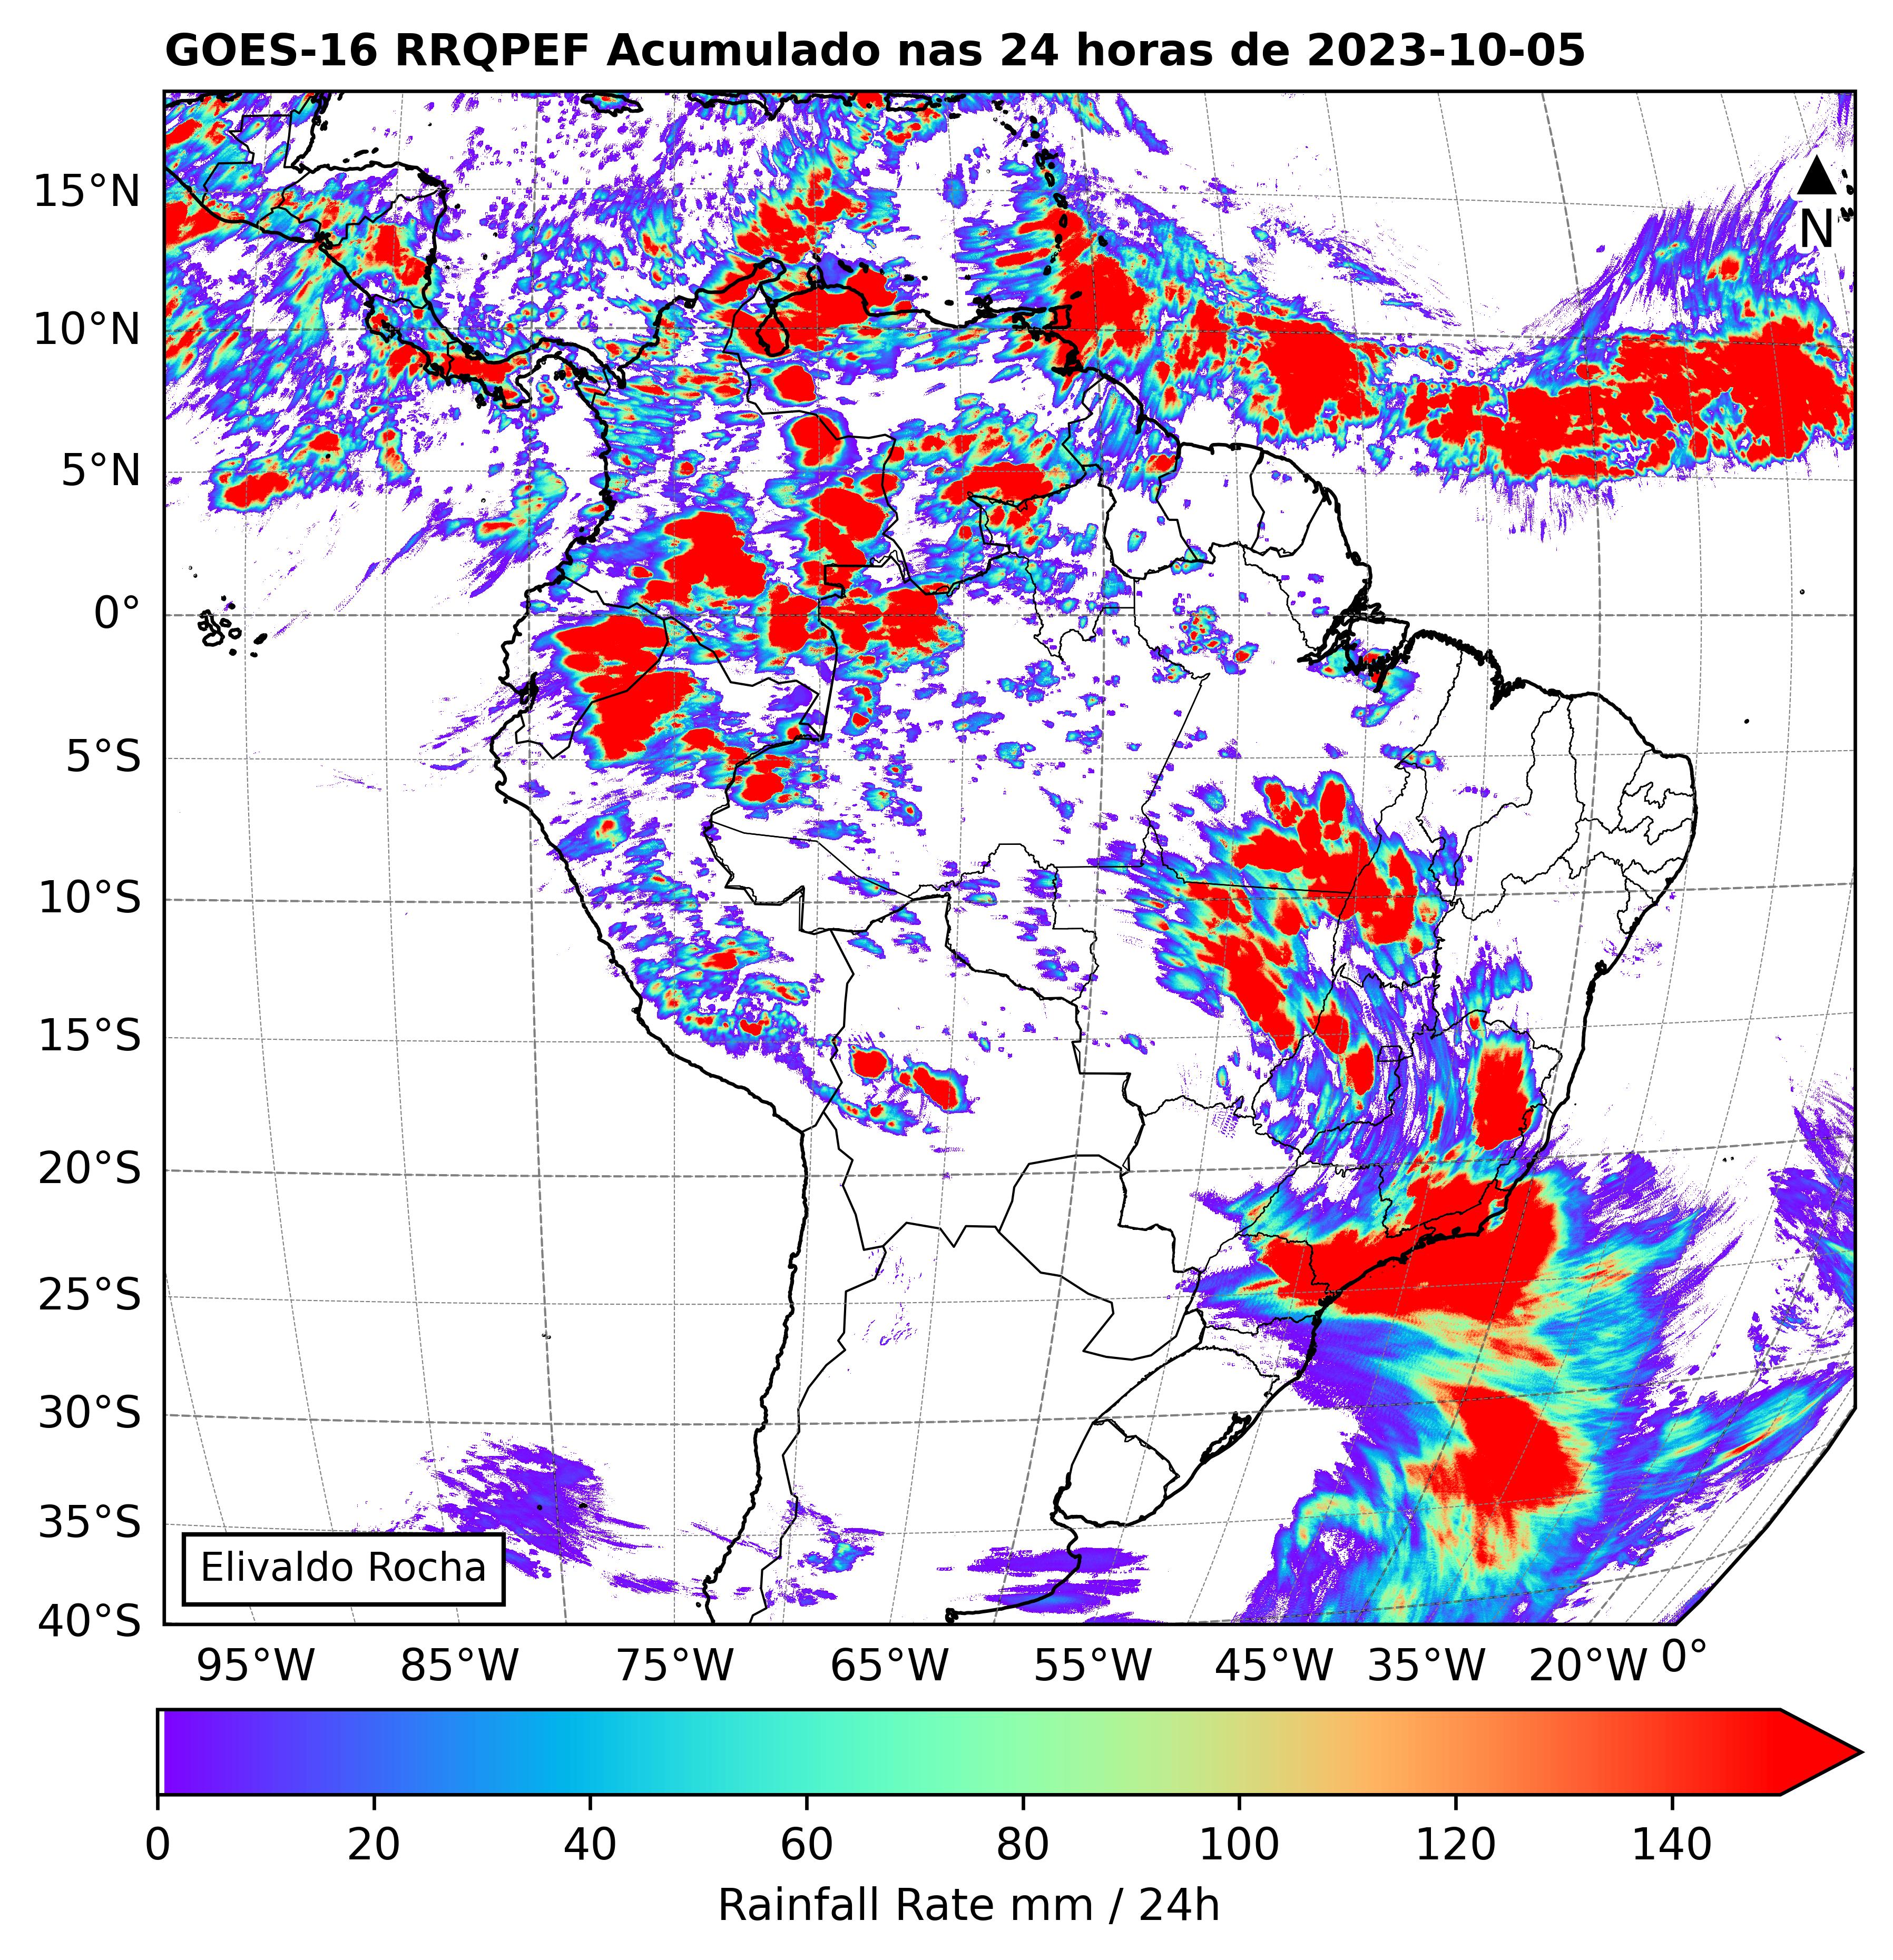 GOES-16 RRQPEF Acumulado nas 24 horas de 2023-10-05
N
15°N
10°N
5°N
0°
5°S
10°S
15°S
20°S
25°S
30°S
35°S
40°S
Elivaldo Rocha
95°W 85°W 75°W 65°W 55°W 45°W 35°W 20°W 0°
0 20 40 60 80 100 120 140
Rainfall Rate mm / 24h